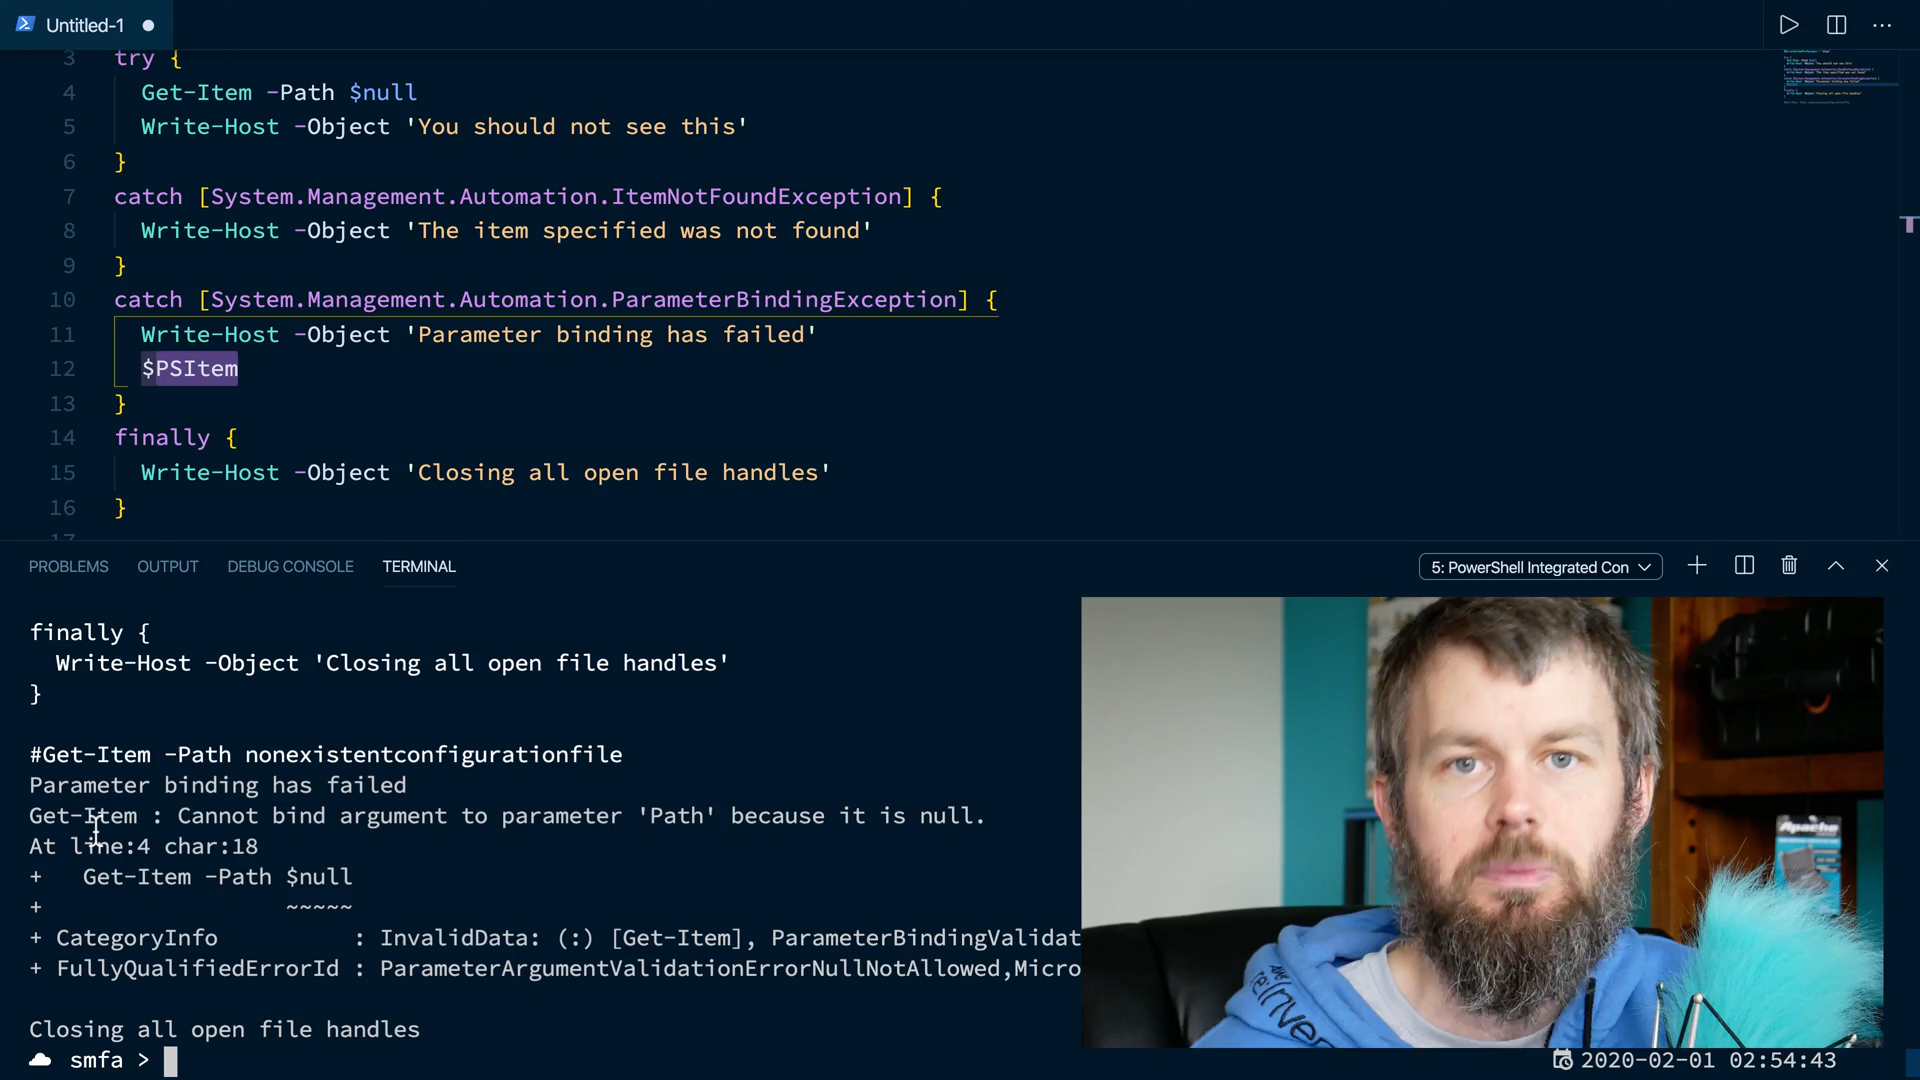 Untitled-1
3 try {
4 Get-Item -Path $null
5 Write-Host -Object 'You should not see this'
6 }
7 catch [System.Management.Automation.ItemNotFoundException] {
8 Write-Host -Object 'The item specified was not found'
9 }
10 catch [System.Management.Automation.ParameterBindingException] {
11 Write-Host -Object 'Parameter binding has failed'
12 $PSItem
13 }
14 finally {
15 Write-Host -Object 'Closing all open file handles'
16 }
17
PROBLEMS OUTPUT DEBUG CONSOLE TERMINAL 5: PowerShell Integrated Con
finally {
Write-Host -Object 'Closing all open file handles'
}
#Get-Item -Path nonexistentconfigurationfile
Parameter binding has failed
Get-Item : Cannot bind argument to parameter 'Path' because it is null.
At line:4 char:18
+ Get-Item -Path $null
+ ~~~~~
+ CategoryInfo : InvalidData: (:) [Get-Item], ParameterBindingValidat
+ FullyQualifiedErrorId : ParameterArgumentValidationErrorNullNotAllowed,Micro
Closing all open file handles
smfa >
2020-02-01 02:54:43
Apache